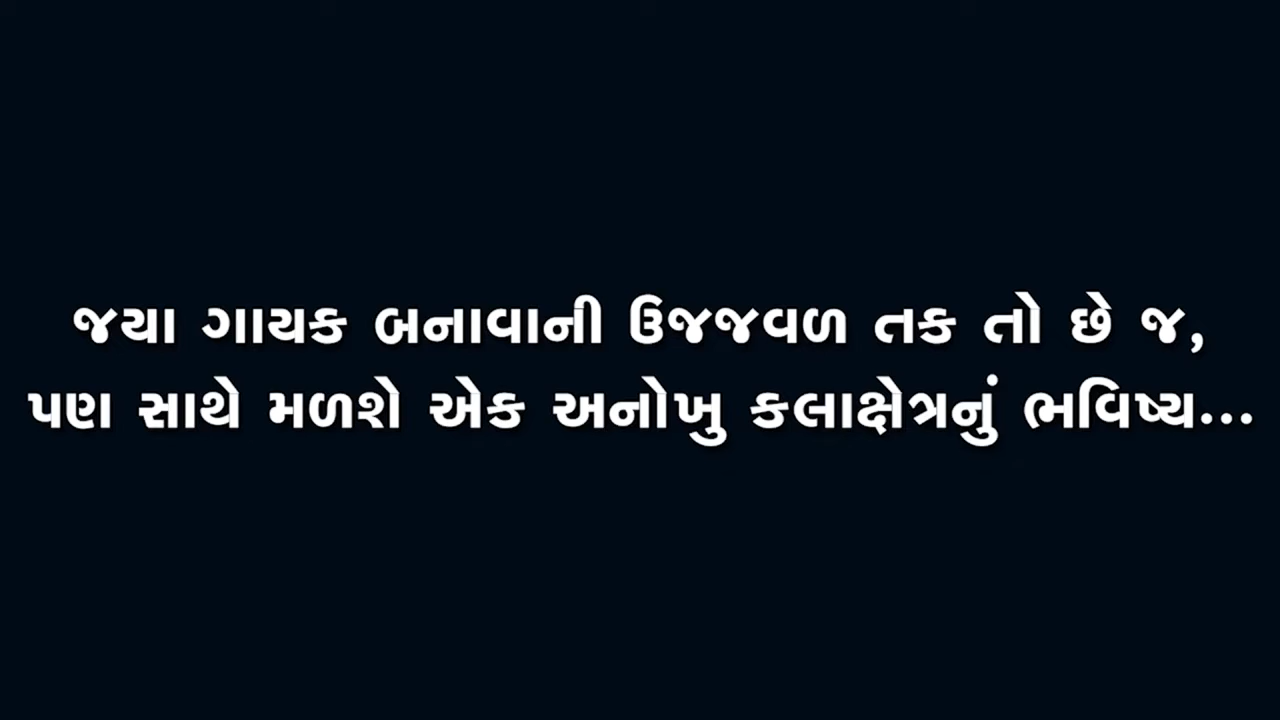 જયા ગાયક બનાવાની ઉજજવળ તક તો છે જ,
પણ સાથે મળશે એક અનોખુ કલાક્ષેત્રનું ભવિષ્ય...